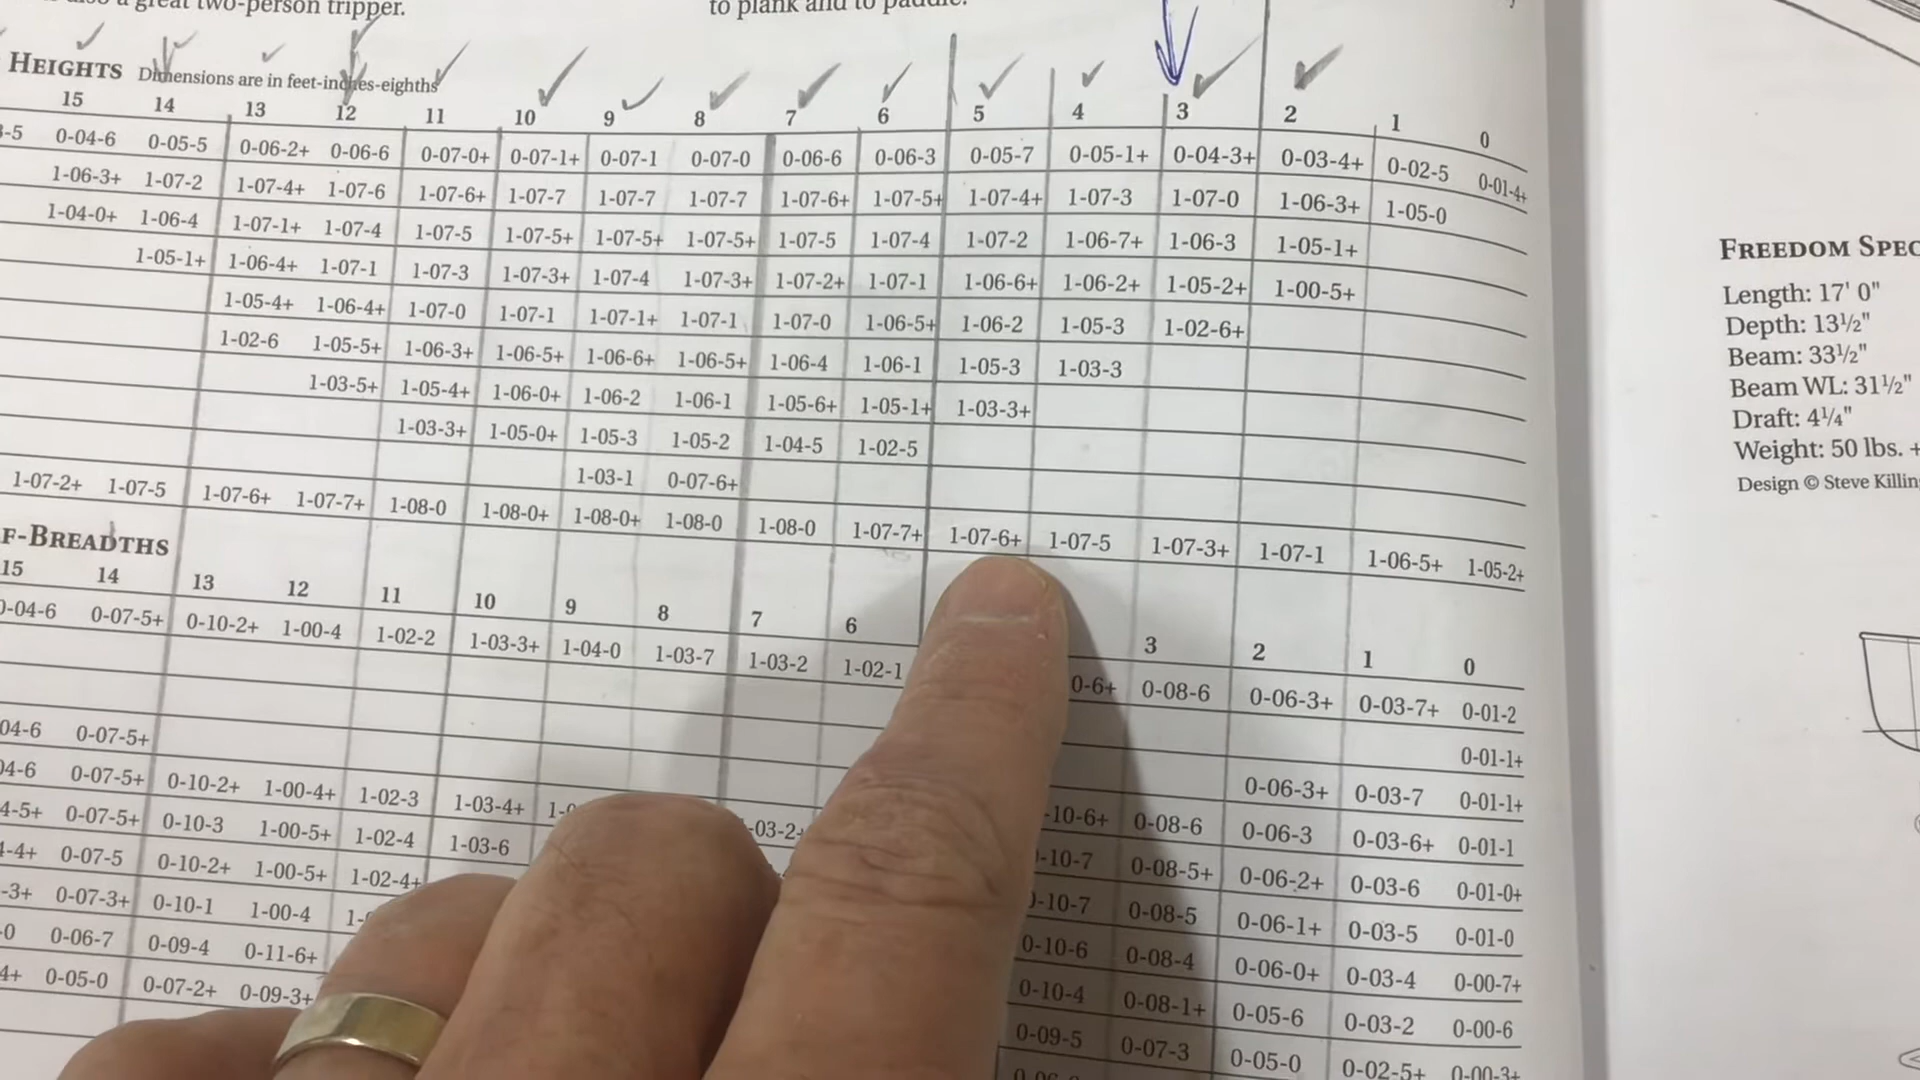 a great two-person tripper.
to plank and to paddle.
HEIGHTS Dimensions are in feet-inches-eighths
15 14 13 12 11 10 9 8 7 6 5 4 3 2 1 0
-5 0-04-6 0-05-5 0-06-2+ 0-06-6 0-07-0+ 0-07-1+ 0-07-1 0-07-0 0-06-6 0-06-3 0-05-7 0-05-1+ 0-04-3+ 0-03-4+ 0-02-5 0-01-4+
1-06-3+ 1-07-2 1-07-4+ 1-07-6 1-07-6+ 1-07-7 1-07-7 1-07-7 1-07-6+ 1-07-5+ 1-07-4+ 1-07-3 1-07-0 1-06-3+ 1-05-0
1-04-0+ 1-06-4 1-07-1+ 1-07-4 1-07-5 1-07-5+ 1-07-5+ 1-07-5+ 1-07-5 1-07-4 1-07-2 1-06-7+ 1-06-3 1-05-1+
1-05-1+ 1-06-4+ 1-07-1 1-07-3 1-07-3+ 1-07-4 1-07-3+ 1-07-2+ 1-07-1 1-06-6+ 1-06-2+ 1-05-2+ 1-00-5+
1-05-4+ 1-06-4+ 1-07-0 1-07-1 1-07-1+ 1-07-1 1-07-0 1-06-5+ 1-06-2 1-05-3 1-02-6+
1-02-6 1-05-5+ 1-06-3+ 1-06-5+ 1-06-6+ 1-06-5+ 1-06-4 1-06-1 1-05-3 1-03-3
1-03-5+ 1-05-4+ 1-06-0+ 1-06-2 1-06-1 1-05-6+ 1-05-1+ 1-03-3+
1-03-3+ 1-05-0+ 1-05-3 1-05-2 1-04-5 1-02-5
1-03-1 0-07-6+
1-07-2+ 1-07-5 1-07-6+ 1-07-7+ 1-08-0 1-08-0+ 1-08-0+ 1-08-0 1-08-0 1-07-7+ 1-07-6+ 1-07-5 1-07-3+ 1-07-1 1-06-5+ 1-05-2+
F-BREADTHS
15 14 13 12 11 10 9 8 7 6 3 2 1 0
0-04-6 0-07-5+ 0-10-2+ 1-00-4 1-02-2 1-03-3+ 1-04-0 1-03-7 1-03-2 1-02-1 0-6+ 0-08-6 0-06-3+ 0-03-7+ 0-01-2
0-01-1+
04-6 0-07-5+ 0-06-3+ 0-03-7 0-01-1+
04-6 0-07-5+ 0-10-2+ 1-00-4+ 1-02-3 1-03-4+ -03-2+ -10-6+ 0-08-6 0-06-3 0-03-6+ 0-01-1
4-5+ 0-07-5+ 0-10-3 1-00-5+ 1-02-4 1-03-6 -10-7 0-08-5+ 0-06-2+ 0-03-6 0-01-0+
-4+ 0-07-5 0-10-2+ 1-00-5+ 1-02-4+ -10-7 0-08-5 0-06-1+ 0-03-5 0-01-0
-3+ 0-07-3+ 0-10-1 1-00-4 0-10-6 0-08-4 0-06-0+ 0-03-4 0-00-7+
-0 0-06-7 0-09-4 0-11-6+ 0-10-4 0-08-1+ 0-05-6 0-03-2 0-00-6
4+ 0-05-0 0-07-2+ 0-09-3+ 0-09-5 0-07-3 0-05-0 0-02-5+ 0-00-3+
FREEDOM SPEC
Length: 17' 0"
Depth: 13½"
Beam: 33½"
Beam WL: 31½"
Draft: 4¼"
Weight: 50 lbs. +
Design © Steve Killin